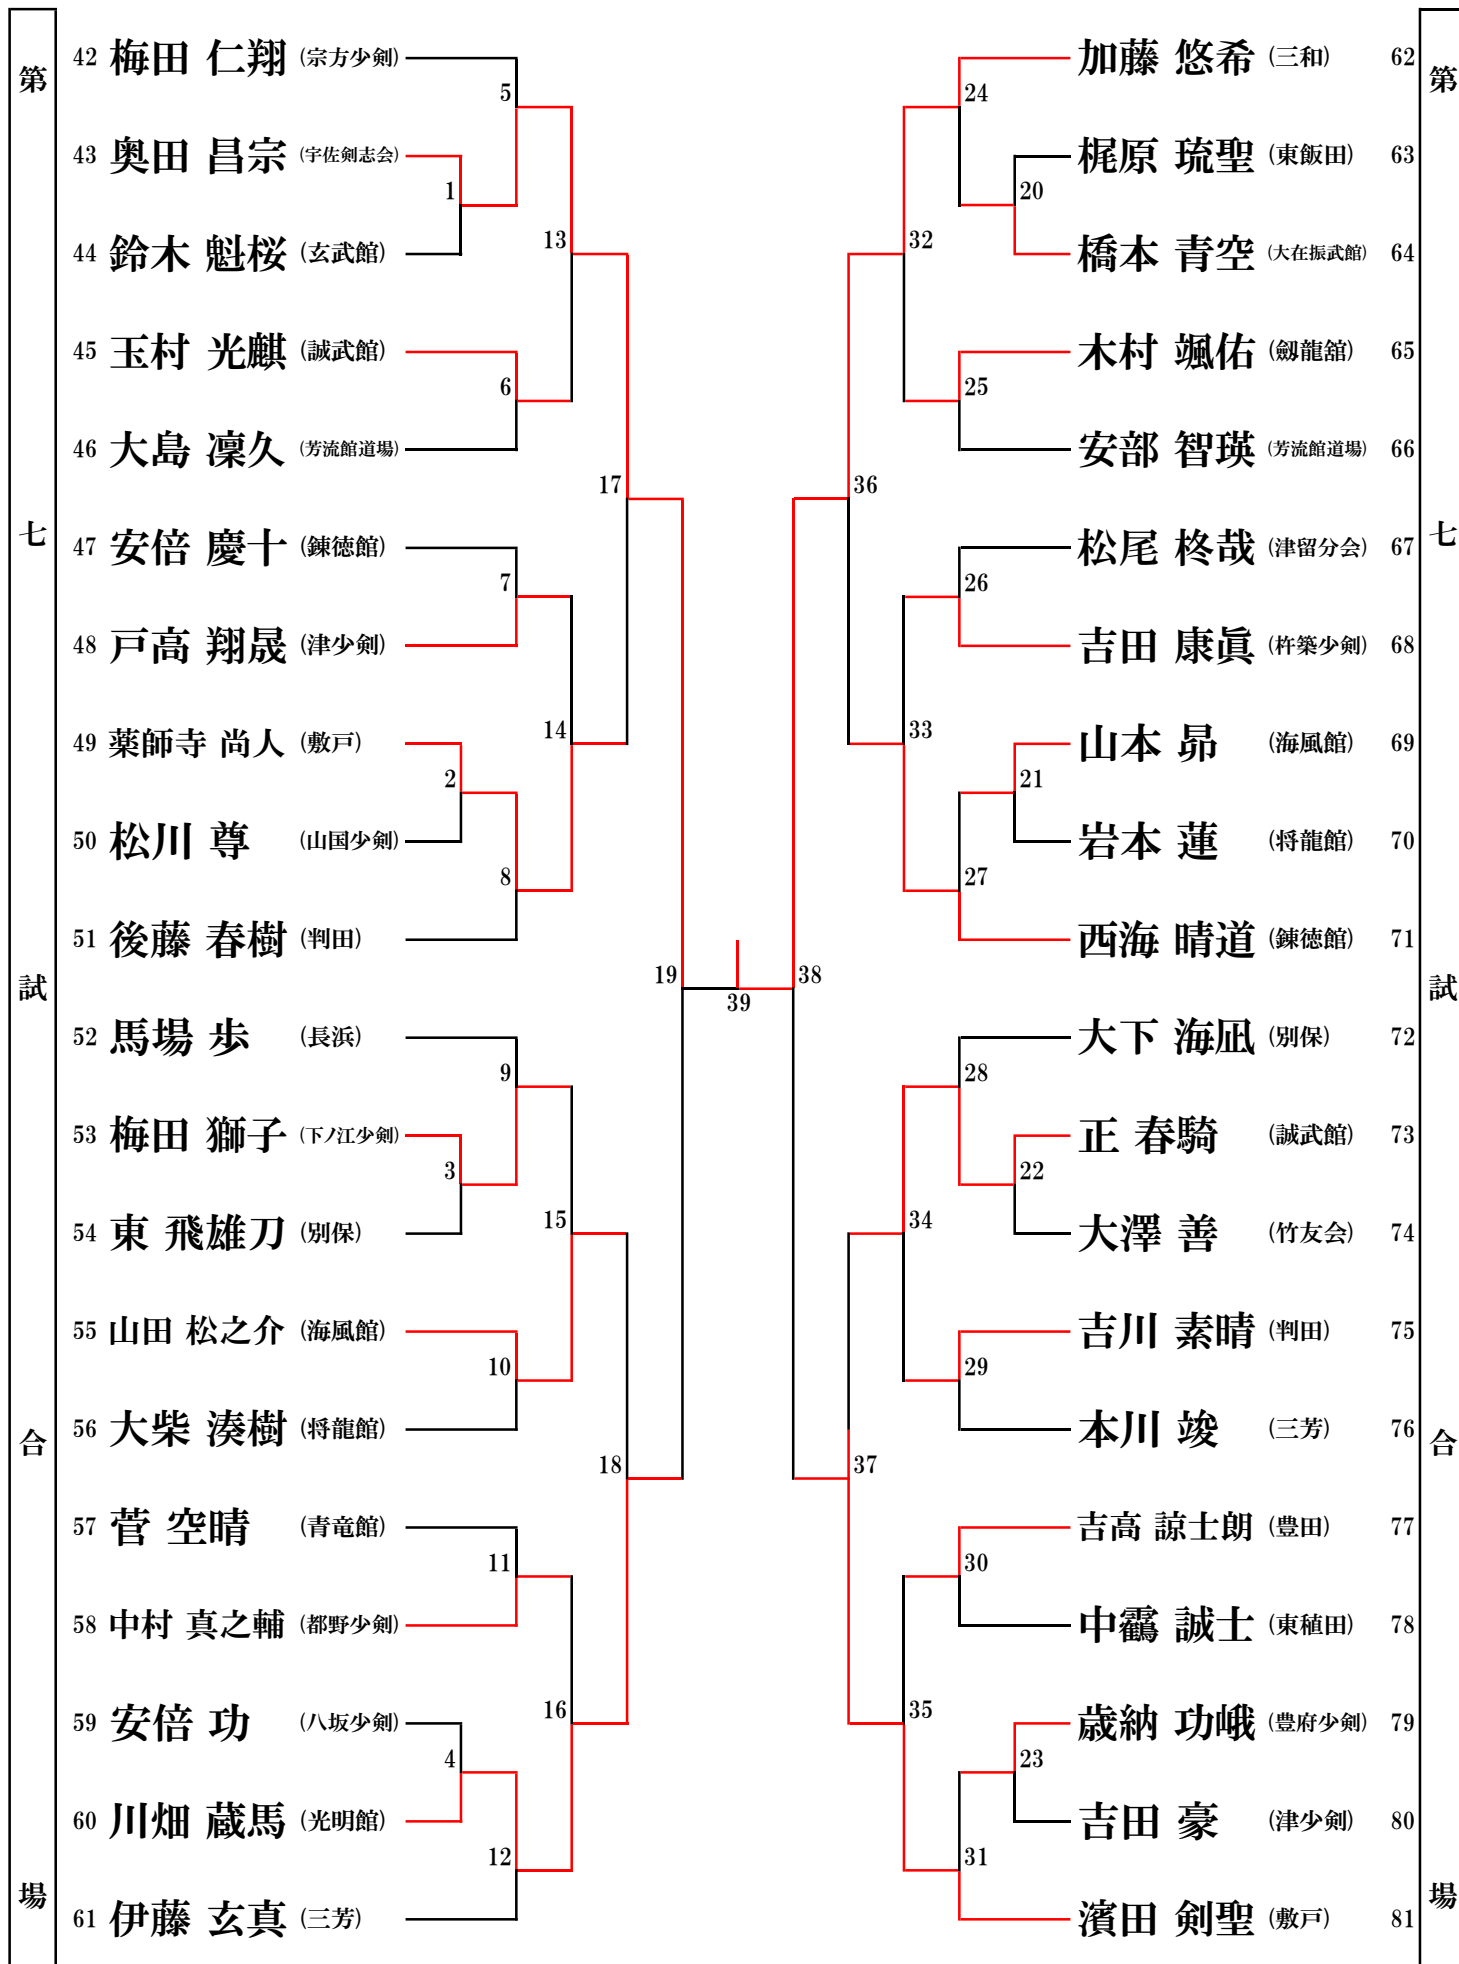 第七試合場
42 梅田 仁翔 (宗方少剣)
43 奥田 昌宗 (宇佐剣志会)
44 鈴木 魁桜 (玄武館)
45 玉村 光麒 (誠武館)
46 大島 凜久 (芳流館道場)
47 安倍 慶十 (錬徳館)
48 戸高 翔晟 (津少剣)
49 薬師寺 尚人 (敷戸)
50 松川 尊 (山国少剣)
51 後藤 春樹 (判田)
52 馬場 歩 (長浜)
53 梅田 獅子 (下ノ江少剣)
54 東 飛雄刀 (別保)
55 山田 松之介 (海風館)
56 大柴 湊樹 (将龍館)
57 菅 空晴 (青竜館)
58 中村 真之輔 (都野少剣)
59 安倍 功 (八坂少剣)
60 川畑 蔵馬 (光明館)
61 伊藤 玄真 (三芳)
5
1
13
6
17
7
14
2
8
19
9
3
15
10
18
11
16
4
12
39
24
20
32
25
36
26
33
21
27
38
28
22
34
29
37
30
35
23
31
加藤 悠希 (三和) 62
梶原 琉聖 (東飯田) 63
橋本 青空 (大在振武館) 64
木村 颯佑 (劔龍舘) 65
安部 智瑛 (芳流館道場) 66
松尾 柊哉 (津留分会) 67
吉田 康眞 (杵築少剣) 68
山本 昴 (海風館) 69
岩本 蓮 (将龍館) 70
西海 晴道 (錬徳館) 71
大下 海凪 (別保) 72
正 春騎 (誠武館) 73
大澤 善 (竹友会) 74
吉川 素晴 (判田) 75
本川 竣 (三芳) 76
吉高 諒士朗 (豊田) 77
中靏 誠士 (東稙田) 78
歳納 功峨 (豊府少剣) 79
吉田 豪 (津少剣) 80
濱田 剣聖 (敷戸) 81
第七試合場